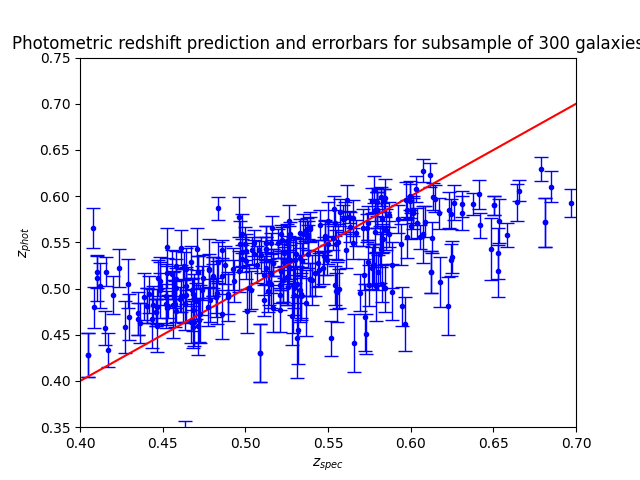 Photometric redshift prediction and errorbars for subsample of 300 galaxies
0.75
0.70
0.65
0.60
0.55
0.50
0.45
0.40
0.35
z_phot
0.40 0.45 0.50 0.55 0.60 0.65 0.70
z_spec